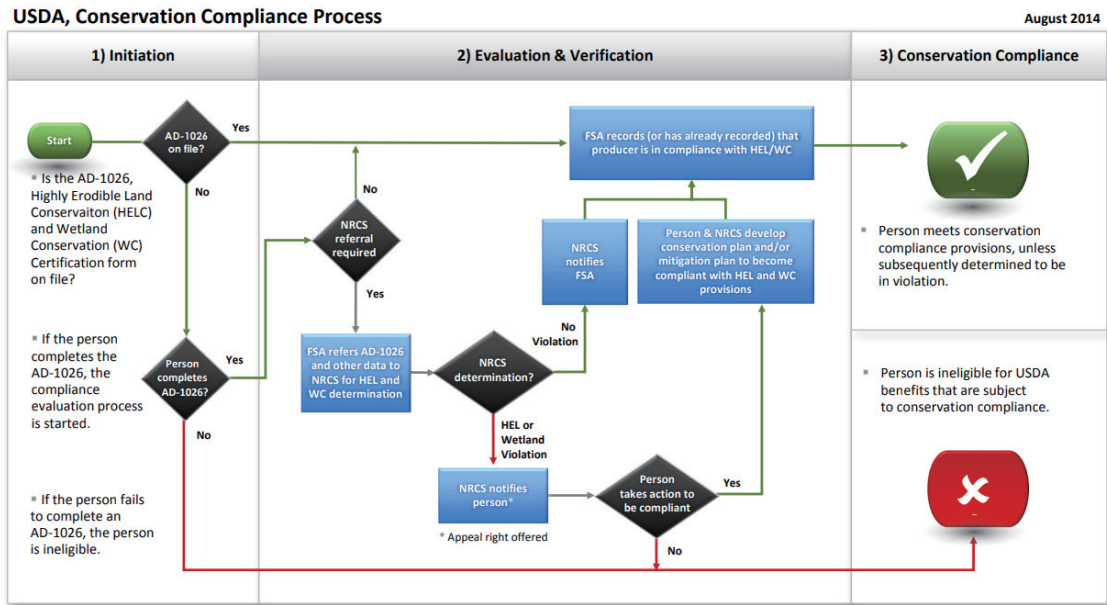 USDA, Conservation Compliance Process
August 2014
1) Initiation
2) Evaluation & Verification
3) Conservation Compliance
Start
AD-1026
on file?
Yes
No
▪ Is the AD-1026,
Highly Erodible Land
Conservaiton (HELC)
and Wetland
Conservation (WC)
Certification form
on file?
▪ If the person
completes the
AD-1026, the
compliance
evaluation process
is started.
Person
completes
AD-1026?
Yes
No
▪ If the person fails
to complete an
AD-1026, the person
is ineligible.
No
NRCS
referral
required
Yes
FSA refers AD-1026
and other data to
NRCS for HEL and
WC determination
NRCS
determination?
No
Violation
HEL or
Wetland
Violation
NRCS notifies
person*
* Appeal right offered
Person
takes action to
be compliant
Yes
No
NRCS
notifies
FSA
Person & NRCS develop
conservation plan and/or
mitigation plan to become
compliant with HEL and WC
provisions
FSA records (or has already recorded) that
producer is in compliance with HEL/WC
▪ Person meets conservation
compliance provisions, unless
subsequently determined to be
in violation.
▪ Person is ineligible for USDA
benefits that are subject
to conservation compliance.